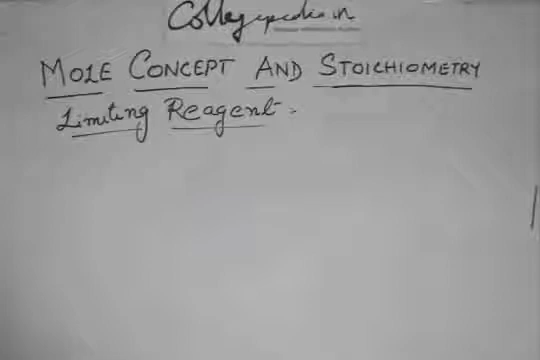 Collegepedia.in
MOLE CONCEPT AND STOICHIOMETRY
Limiting Reagent.